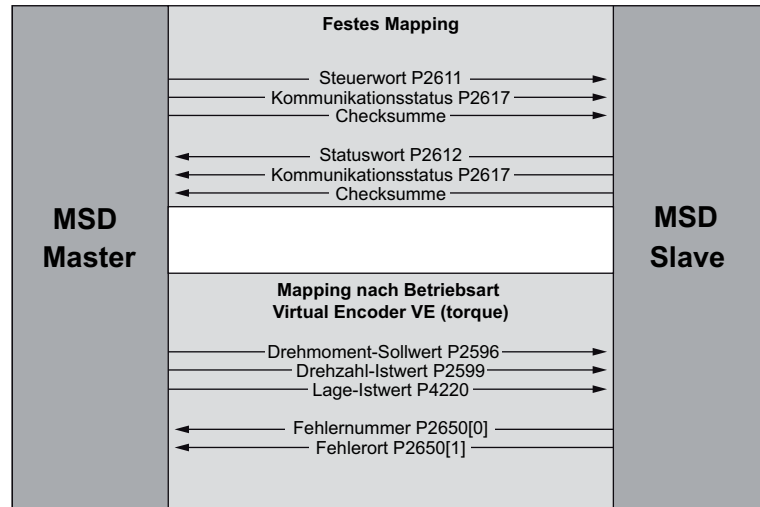 Festes Mapping
Steuerwort P2611
Kommunikationsstatus P2617
Checksumme
Statuswort P2612
Kommunikationsstatus P2617
Checksumme
MSD
Master
MSD
Slave
Mapping nach Betriebsart
Virtual Encoder VE (torque)
Drehmoment-Sollwert P2596
Drehzahl-Istwert P2599
Lage-Istwert P4220
Fehlernummer P2650[0]
Fehlerort P2650[1]